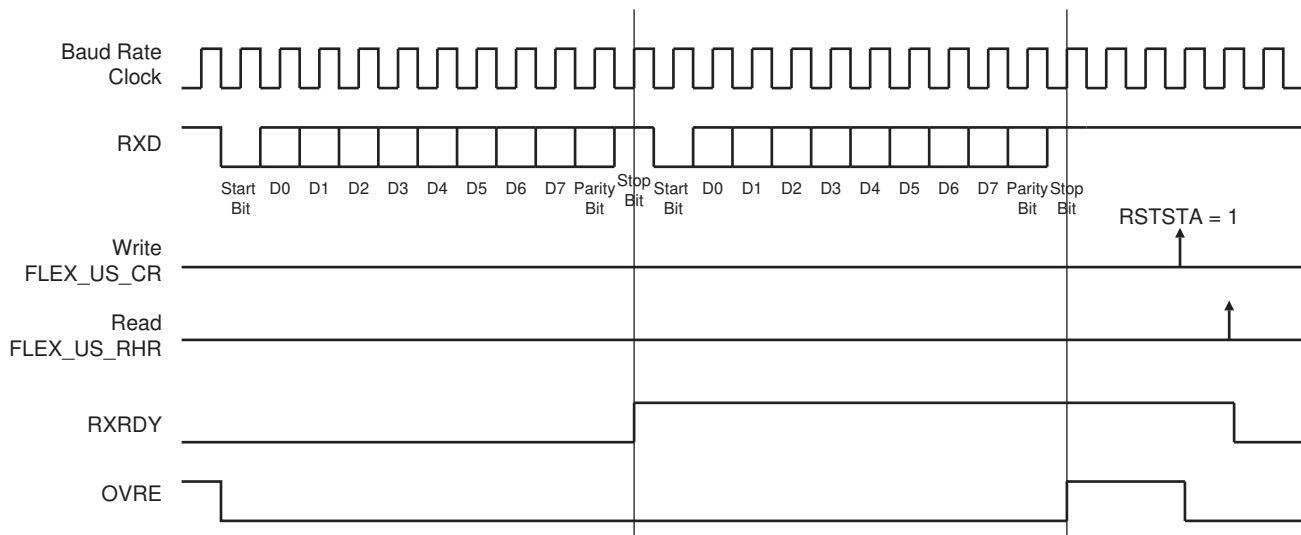 Baud Rate
Clock
RXD
Start
Bit
D0
D1
D2
D3
D4
D5
D6
D7
Parity
Bit
Stop
Bit
Start
Bit
D0
D1
D2
D3
D4
D5
D6
D7
Parity
Bit
Stop
Bit
RSTSTA = 1
Write
FLEX_US_CR
Read
FLEX_US_RHR
RXRDY
OVRE